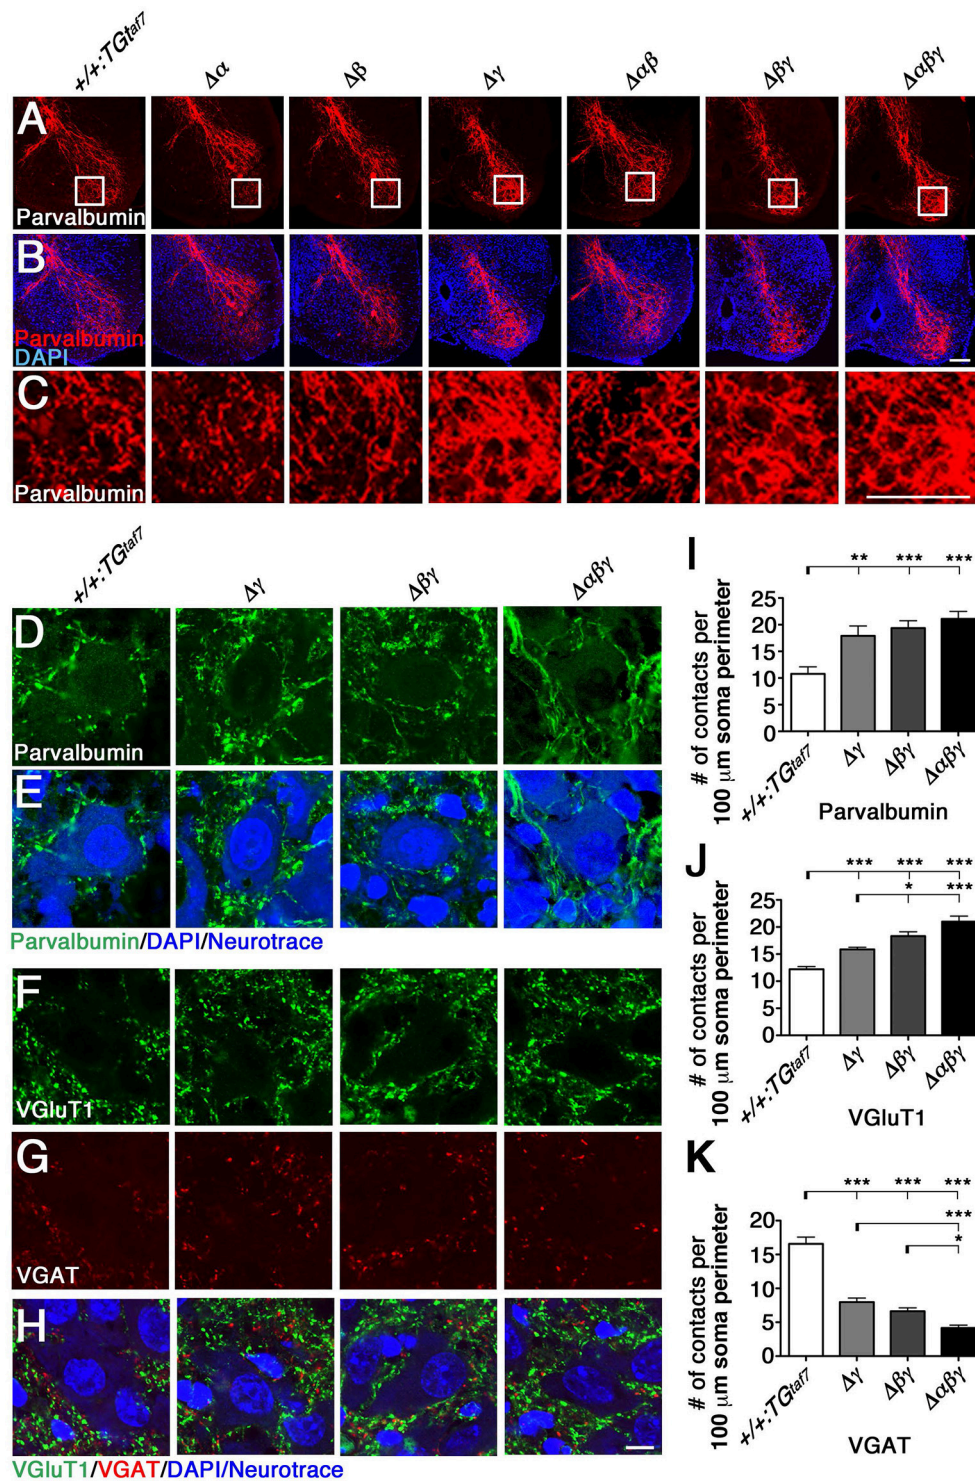 +/+:TGtaf7 Δα Δβ Δγ Δαβ Δβγ Δαβγ
A
Parvalbumin
B
Parvalbumin
DAPI
C
Parvalbumin
+/+:TGtaf7 Δγ Δβγ Δαβγ
D
Parvalbumin
E
Parvalbumin/DAPI/Neurotrace
F
VGluT1
G
VGAT
H
VGluT1/VGAT/DAPI/Neurotrace
I
** *** ***
# of contacts per
100 μm soma perimeter
25
20
15
10
5
0
+/+:TGtaf7 Δγ Δβγ Δαβγ
Parvalbumin
J
*** *** ***
* ***
# of contacts per
100 μm soma perimeter
25
20
15
10
5
0
+/+:TGtaf7 Δγ Δβγ Δαβγ
VGluT1
K
*** *** ***
***
*
# of contacts per
100 μm soma perimeter
20
15
10
5
0
+/+:TGtaf7 Δγ Δβγ Δαβγ
VGAT